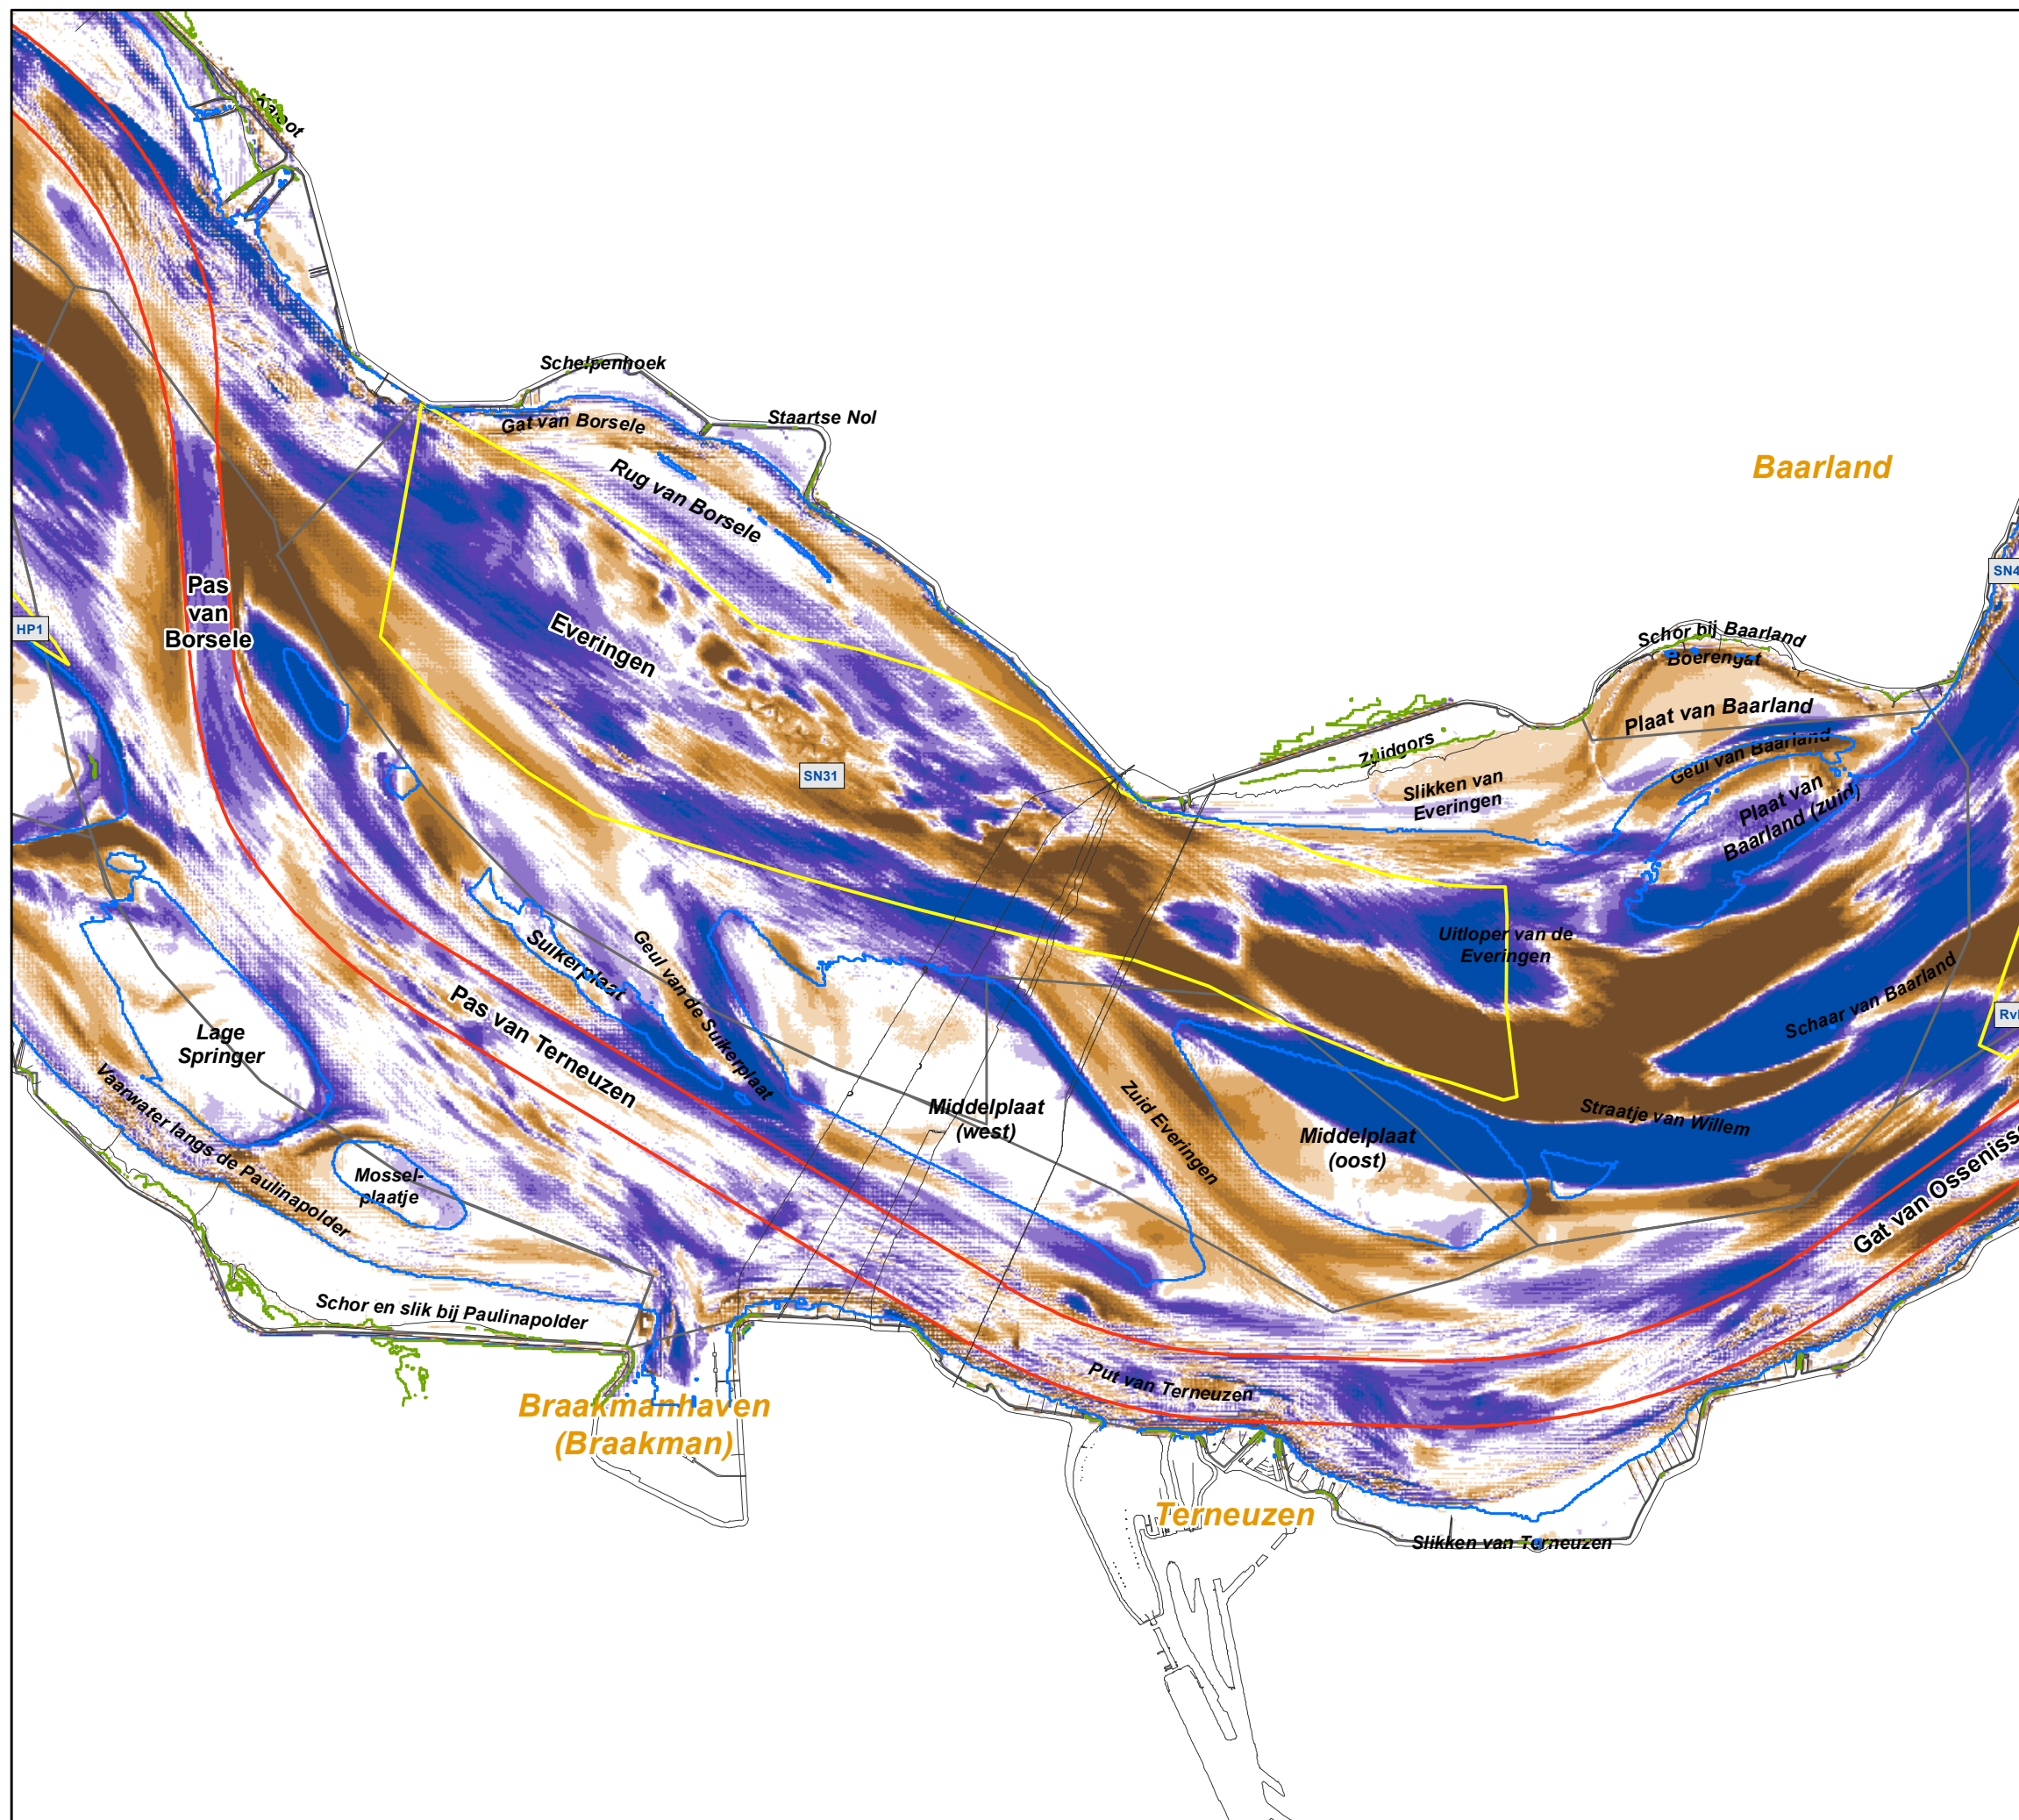 Schelpenhoek
Gat van Borsele
Staartse Nol
Rug van Borsele
Baarland
SN4
HP1
Pas
van
Borsele
Everingen
SN31
Schor bij Baarland
Boerengat
Plaat van Baarland
Zuidgors
Geul van Baarland
Slikken van
Everingen
Plaat van
Baarland (zuid)
Uitloper van de
Everingen
Suikerplaat
Geul van de Suikerplaat
Schaar van Baarland
Pas van Terneuzen
Lage
Springer
Vaarwater langs de Paulinapolder
Middelplaat
(west)
Zuid Everingen
Middelplaat
(oost)
Straatje van Willem
Mossel-
plaatje
Gat van Ossenisse
Schor en slik bij Paulinapolder
Put van Terneuzen
Braakmanhaven
(Braakman)
Terneuzen
Slikken van Terneuzen